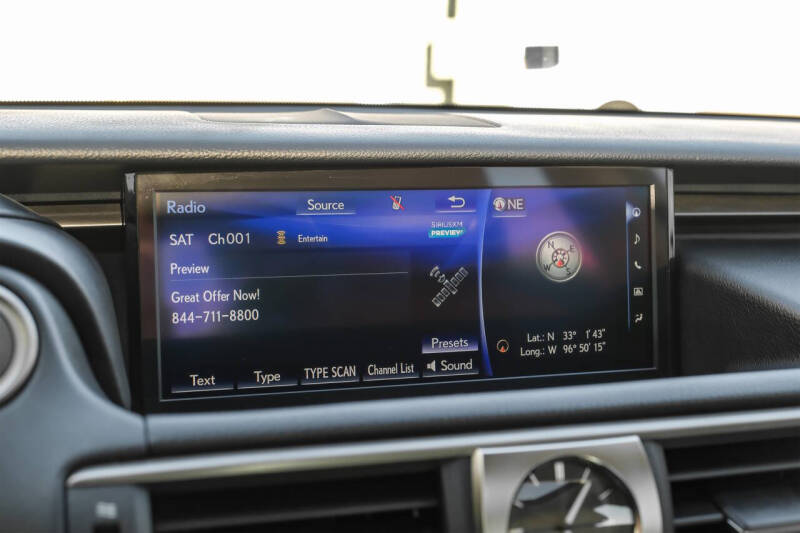 Radio Source NE
SAT Ch001 Entertain
SIRIUSXM
PREVIEW
Preview
Great Offer Now!
844-711-8800
N
E
S
W
Lat.: N 33° 1'43"
Long.: W 96° 50' 15"
Presets
Text Type TYPE SCAN Channel List Sound